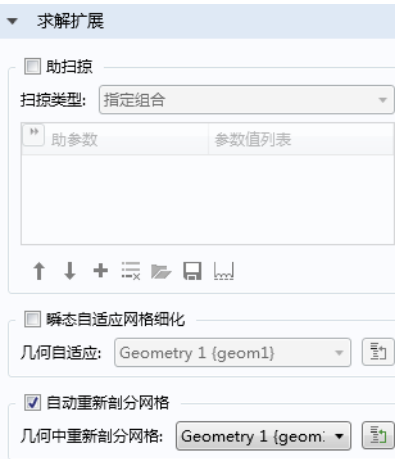 求解扩展
助扫掠
扫掠类型: 指定组合
助参数 参数值列表
瞬态自适应网格细化
几何自适应: Geometry 1 {geom1}
自动重新剖分网格
几何中重新剖分网格: Geometry 1 {geom: